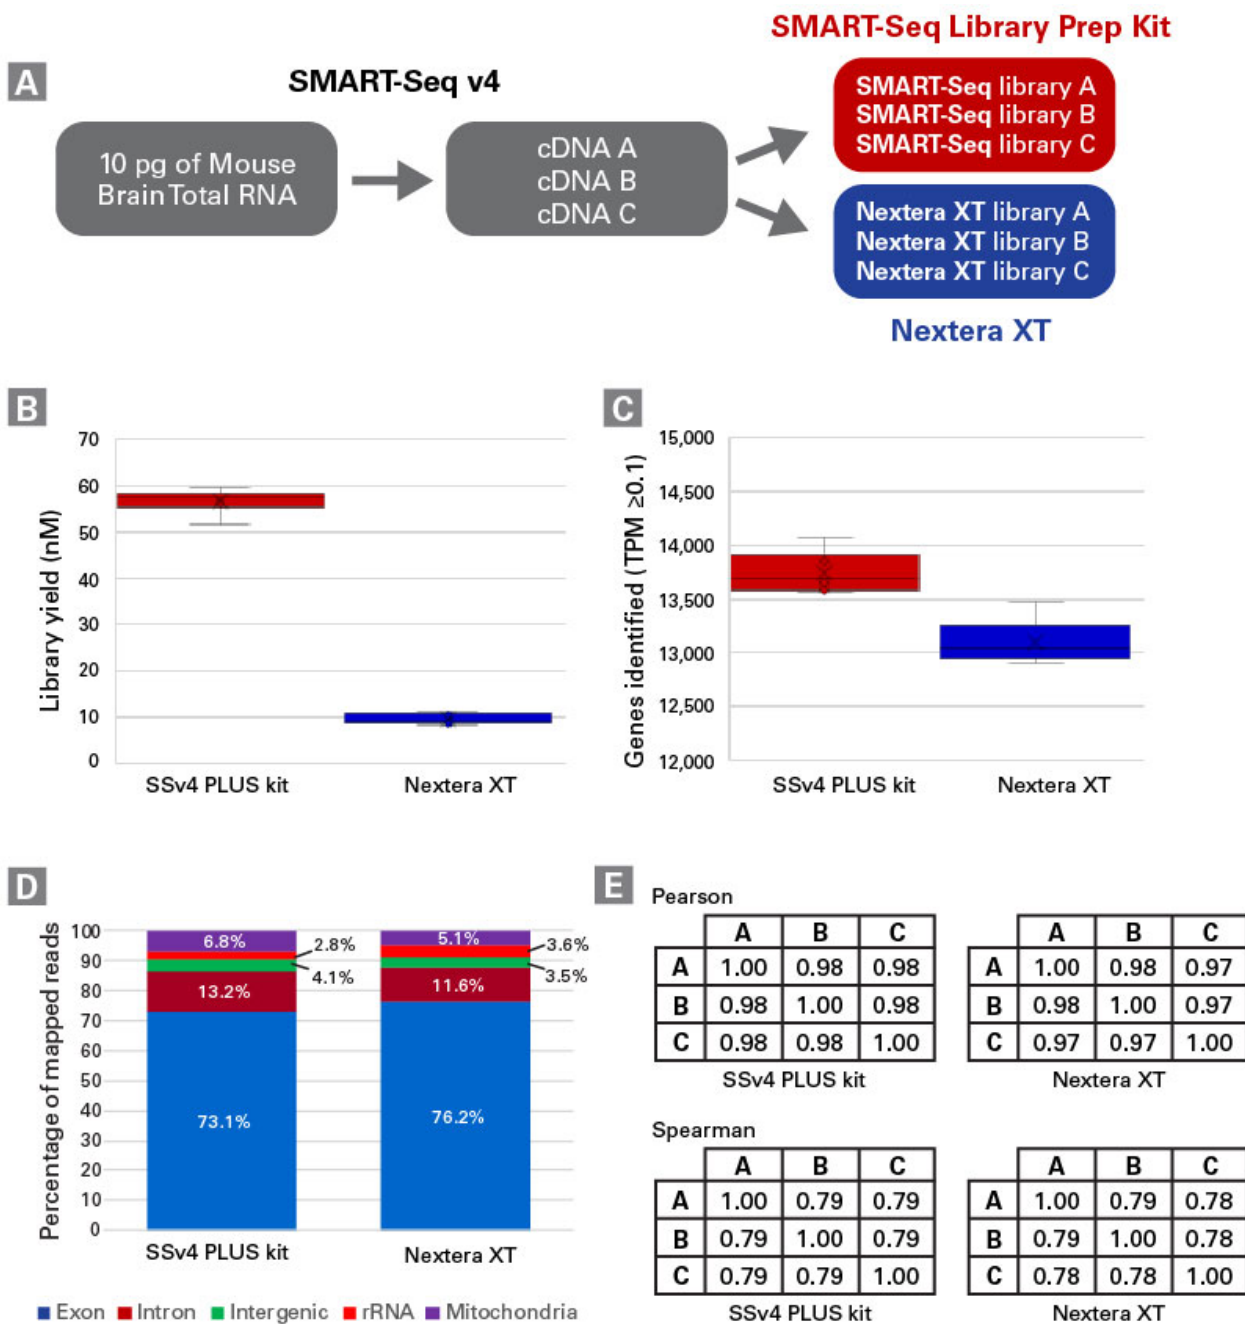 SMART-Seq Library Prep Kit
A
SMART-Seq v4
10 pg of Mouse
Brain Total RNA
cDNA A
cDNA B
cDNA C
SMART-Seq library A
SMART-Seq library B
SMART-Seq library C
Nextera XT library A
Nextera XT library B
Nextera XT library C
Nextera XT
B
Library yield (nM)
70
60
50
40
30
20
10
0
SSv4 PLUS kit Nextera XT
C
Genes identified (TPM ≥0.1)
15,000
14,500
14,000
13,500
13,000
12,500
12,000
SSv4 PLUS kit Nextera XT
D
Percentage of mapped reads
100
90
80
70
60
50
40
30
20
10
0
6.8%
2.8%
4.1%
13.2%
73.1%
5.1%
3.6%
3.5%
11.6%
76.2%
SSv4 PLUS kit Nextera XT
Exon Intron Intergenic rRNA Mitochondria
E
Pearson
A B C
A 1.00 0.98 0.98
B 0.98 1.00 0.98
C 0.98 0.98 1.00
SSv4 PLUS kit
A B C
A 1.00 0.98 0.97
B 0.98 1.00 0.97
C 0.97 0.97 1.00
Nextera XT
Spearman
A B C
A 1.00 0.79 0.79
B 0.79 1.00 0.79
C 0.79 0.79 1.00
SSv4 PLUS kit
A B C
A 1.00 0.79 0.78
B 0.79 1.00 0.78
C 0.78 0.78 1.00
Nextera XT